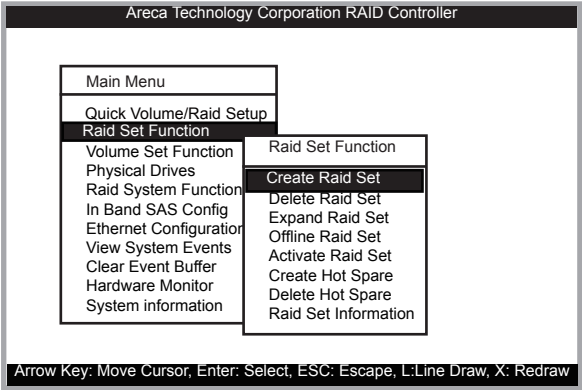 Areca Technology Corporation RAID Controller
Main Menu
Quick Volume/Raid Setup
Raid Set Function
Volume Set Function
Physical Drives
Raid System Function
In Band SAS Config
Ethernet Configuration
View System Events
Clear Event Buffer
Hardware Monitor
System information
Raid Set Function
Create Raid Set
Delete Raid Set
Expand Raid Set
Offline Raid Set
Activate Raid Set
Create Hot Spare
Delete Hot Spare
Raid Set Information
Arrow Key: Move Cursor, Enter: Select, ESC: Escape, L:Line Draw, X: Redraw